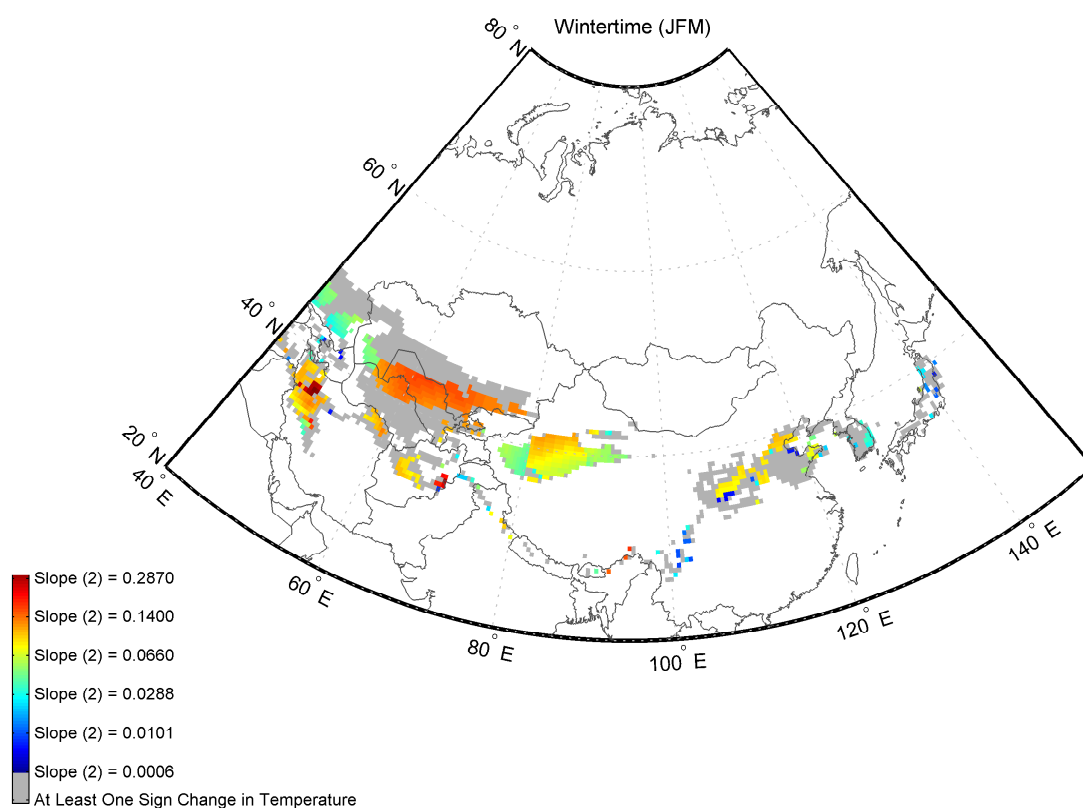 Wintertime (JFM)
80° N
60° N
40° N
20° N
40° E
60° E
80° E
100° E
120° E
140° E
Slope (2) = 0.2870
Slope (2) = 0.1400
Slope (2) = 0.0660
Slope (2) = 0.0288
Slope (2) = 0.0101
Slope (2) = 0.0006
At Least One Sign Change in Temperature